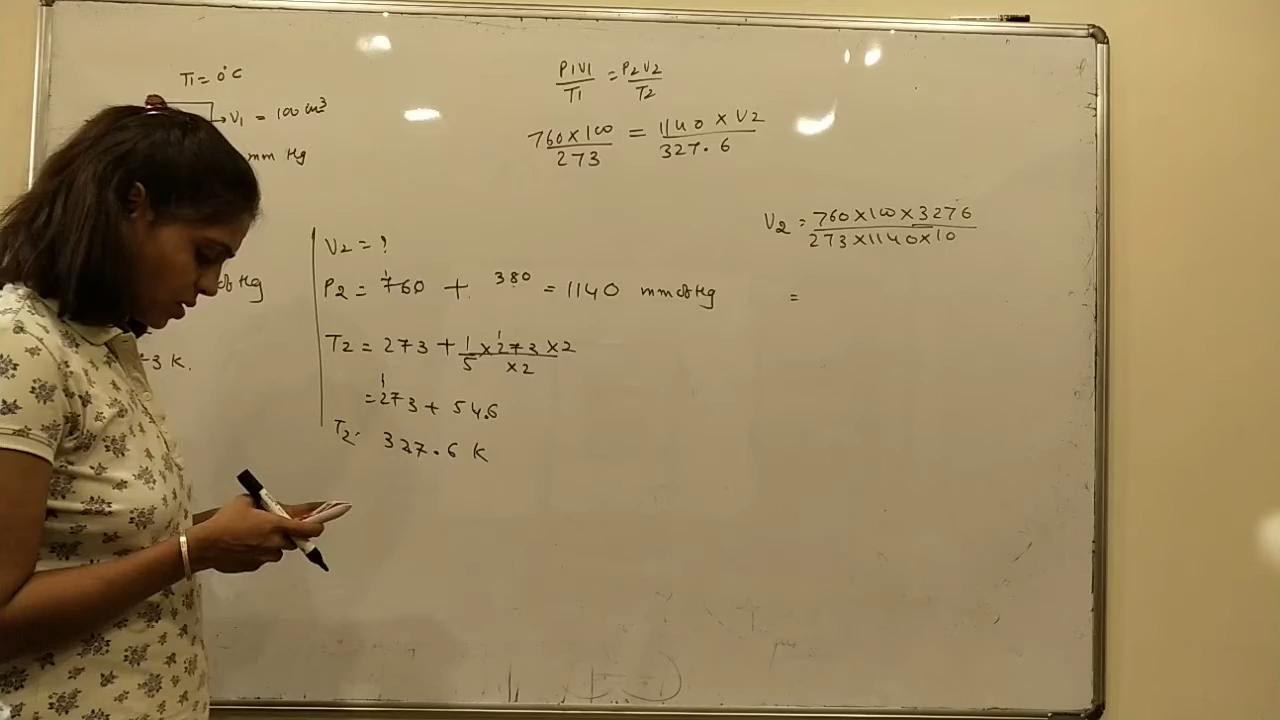 T1 = 0°C
V1 = 100 cm³
mm Hg
of Hg
3 K.
P1V1 / T1 = P2V2 / T2
760 x 100 / 273 = 1140 x V2 / 327.6
V2 = ?
P2 = 760 + 380 = 1140 mm of Hg
T2 = 273 + 1/5 x 273 x 2 / x 2
= 273 + 54.6
T2 = 327.6 K
V2 = 760 x 100 x 3276 / 273 x 1140 x 10
=